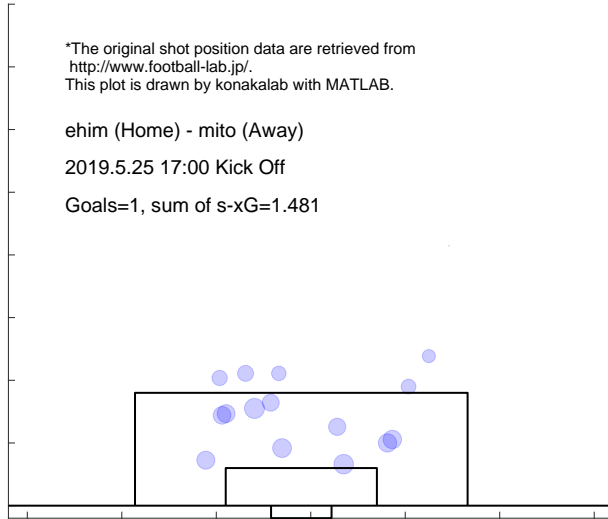 *The original shot position data are retrieved from
http://www.football-lab.jp/.
This plot is drawn by konakalab with MATLAB.
ehim (Home) - mito (Away)
2019.5.25 17:00 Kick Off
Goals=1, sum of s-xG=1.481